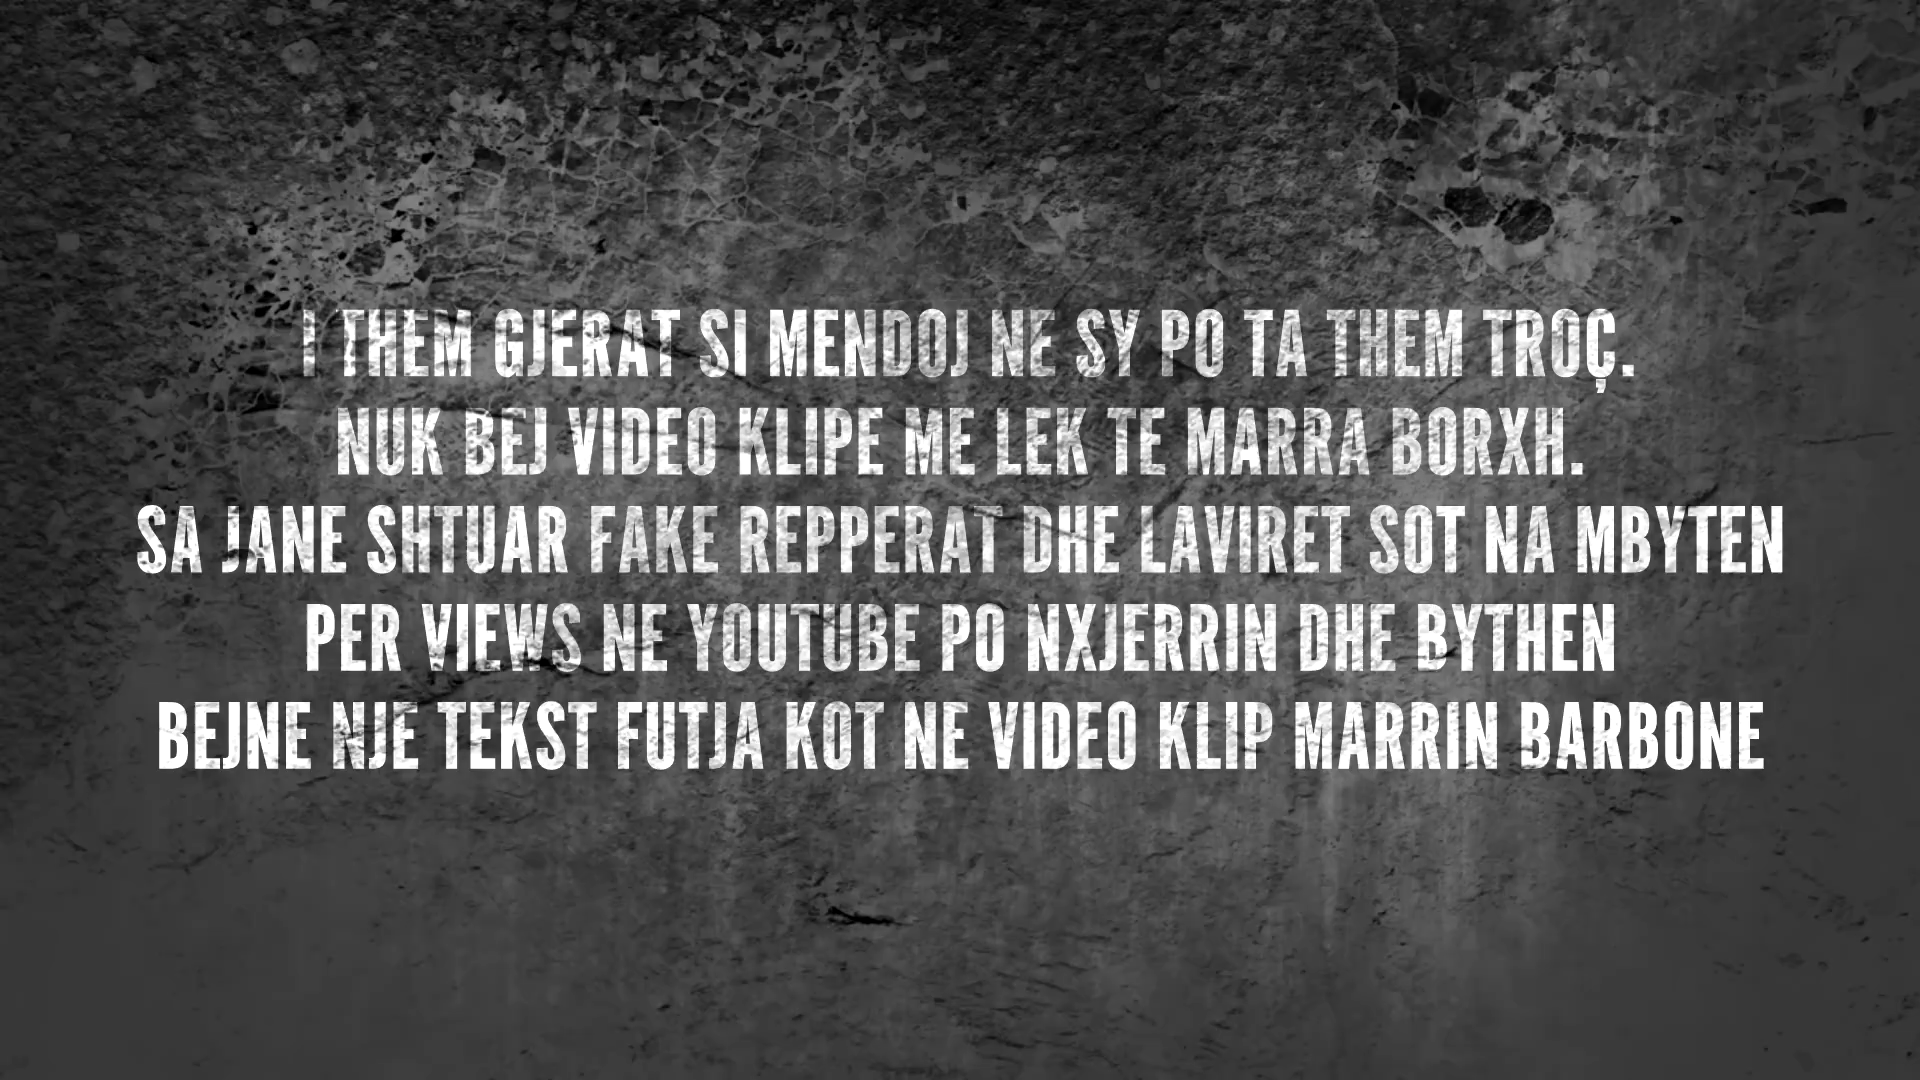 I THEM GJERAT SI MENDOJ NE SY PO TA THEM TROÇ.
NUK BEJ VIDEO KLIPE ME LEK TE MARRA BORXH.
SA JANE SHTUAR FAKE REPPERAT DHE LAVIRET SOT NA MBYTEN
PER VIEWS NE YOUTUBE PO NXJERRIN DHE BYTHEN
BEJNE NJE TEKST FUTJA KOT NE VIDEO KLIP MARRIN BARBONE